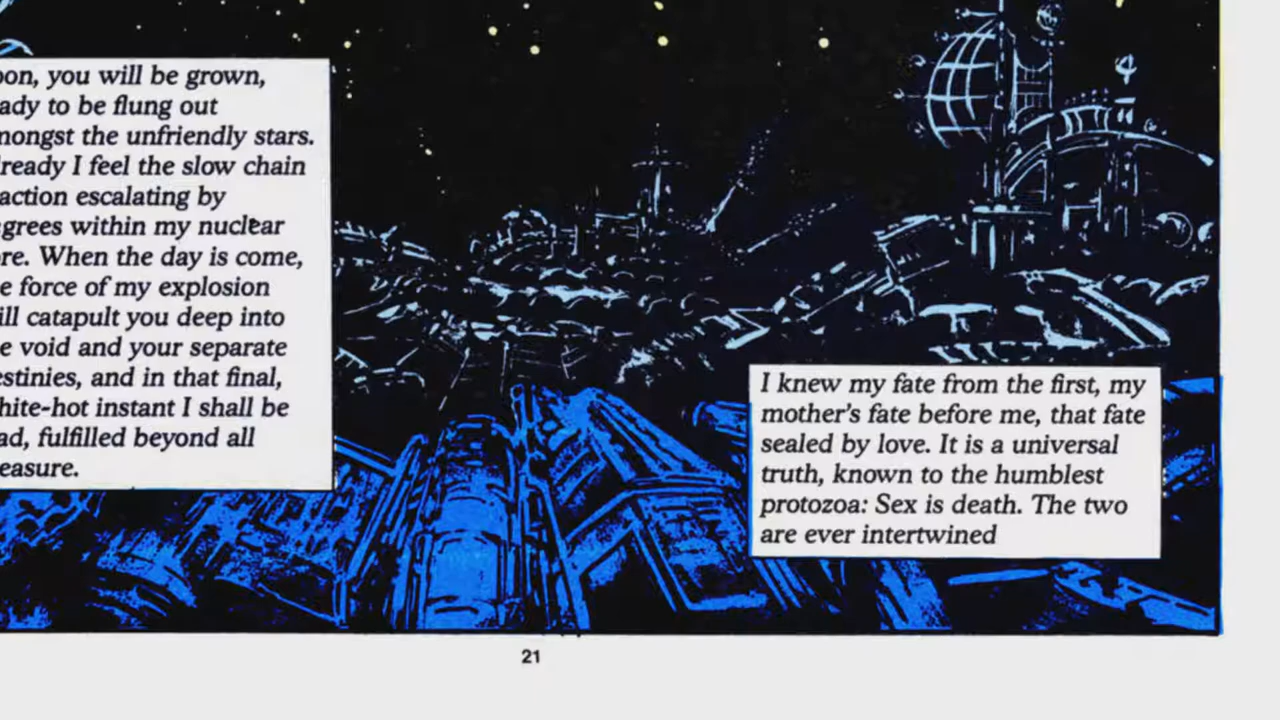 oon, you will be grown,
ady to be flung out
mongst the unfriendly stars.
lready I feel the slow chain
action escalating by
grees within my nuclear
re. When the day is come,
e force of my explosion
ill catapult you deep into
e void and your separate
estinies, and in that final,
hite-hot instant I shall be
ad, fulfilled beyond all
easure.
I knew my fate from the first, my
mother's fate before me, that fate
sealed by love. It is a universal
truth, known to the humblest
protozoa: Sex is death. The two
are ever intertwined
21